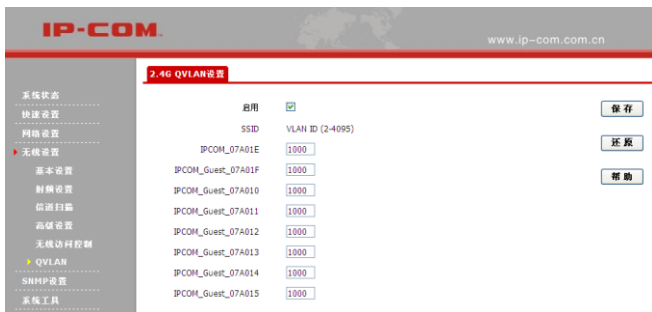 IP-COM
www.ip-com.com.cn
2.4G QVLAN设置
系统状态
快速设置
网络设置
无线设置
基本设置
射频设置
信道扫描
高级设置
无线访问控制
QVLAN
SNMP设置
系统工具
启用
SSID VLAN ID (2-4095)
IPCOM_07A01E 1000
IPCOM_Guest_07A01F 1000
IPCOM_Guest_07A010 1000
IPCOM_Guest_07A011 1000
IPCOM_Guest_07A012 1000
IPCOM_Guest_07A013 1000
IPCOM_Guest_07A014 1000
IPCOM_Guest_07A015 1000
保存
还原
帮助